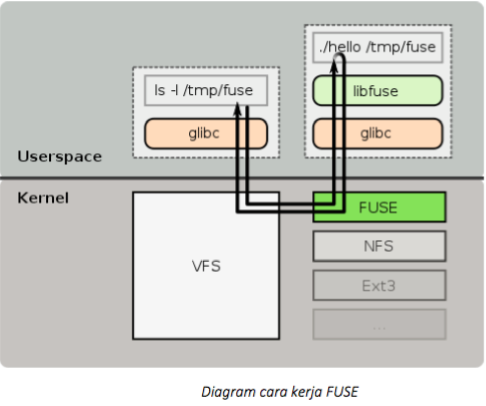 ./hello /tmp/fuse
ls -l /tmp/fuse
libfuse
glibc
glibc
Userspace
Kernel
FUSE
VFS
NFS
Ext3
...
Diagram cara kerja FUSE